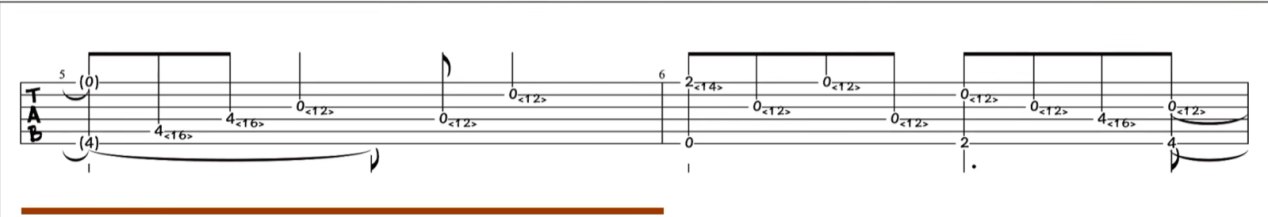 5 6
(0) 2<14> 0<12>
T 0<12> 0<12>
0<12> 0<12> 0<12> 0<12>
A 4<16> 0<12> 0<12> 4<16>
B 4<16>
(4) 0 2 4